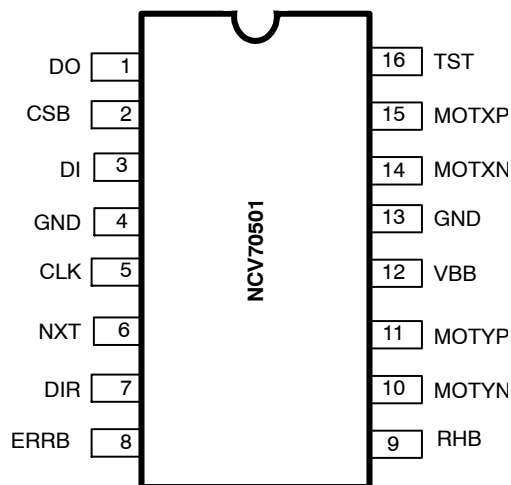 DO 1
CSB 2
DI 3
GND 4
CLK 5
NXT 6
DIR 7
ERRB 8
NCV70501
16 TST
15 MOTXP
14 MOTXN
13 GND
12 VBB
11 MOTYP
10 MOTYN
9 RHB